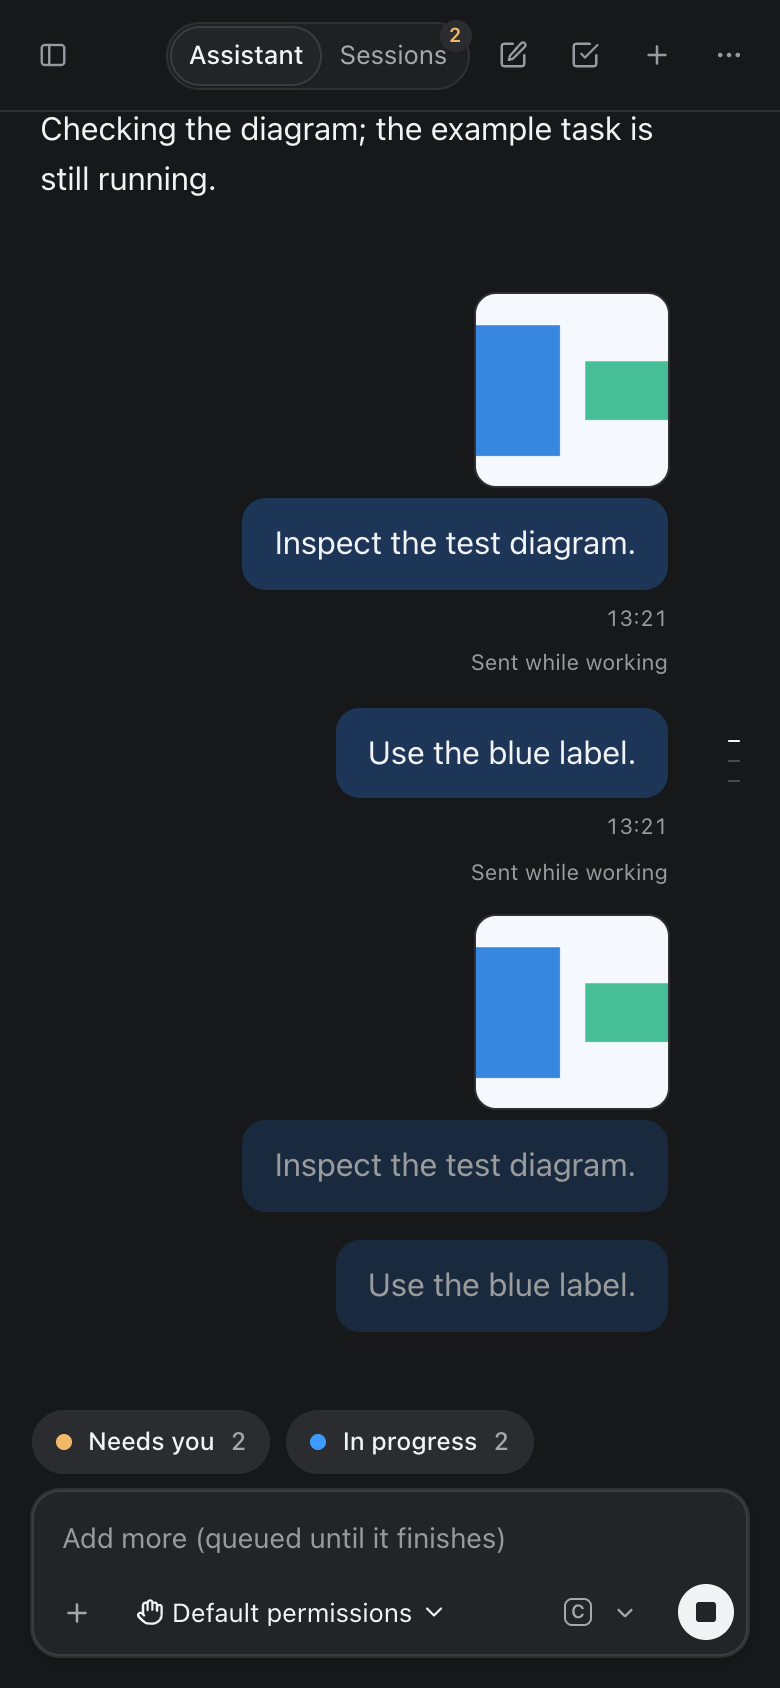 Assistant
Sessions
2
Checking the diagram; the example task is
still running.
Inspect the test diagram.
13:21
Sent while working
Use the blue label.
13:21
Sent while working
Inspect the test diagram.
Use the blue label.
Needs you 2
In progress 2
Add more (queued until it finishes)
Default permissions
C